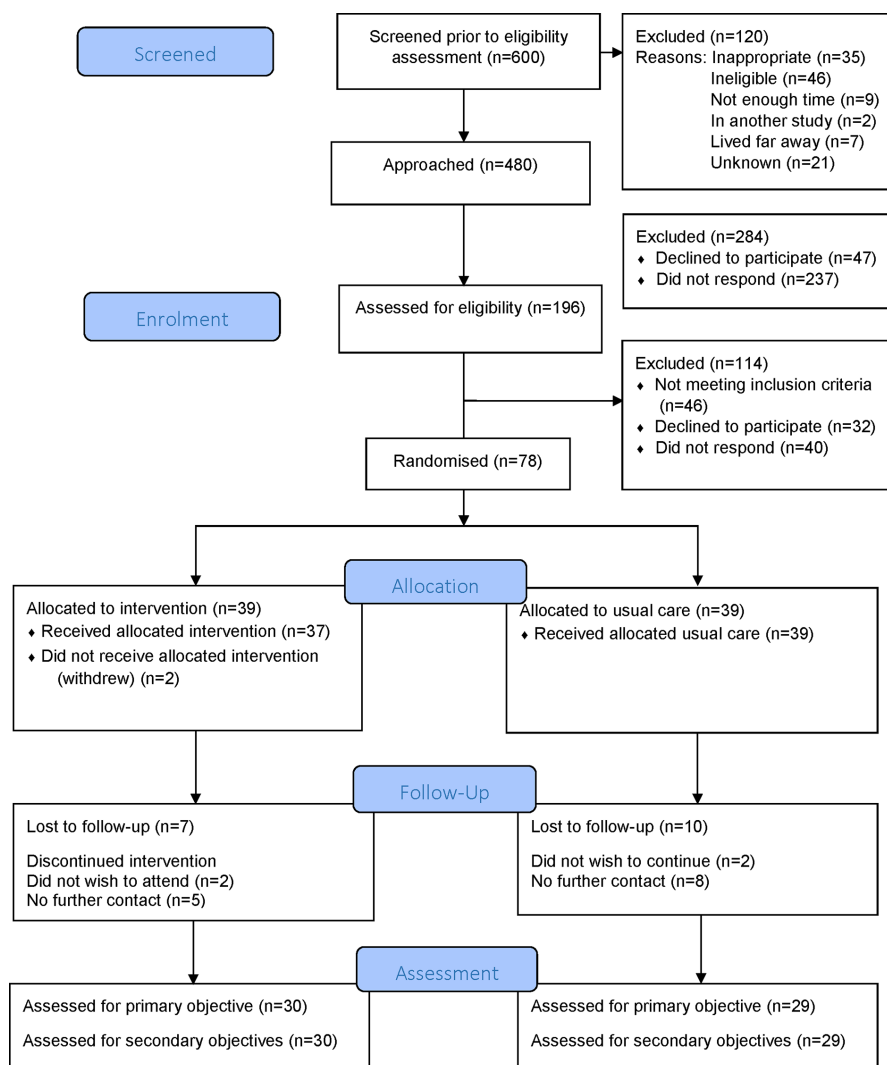 Screened
Screened prior to eligibility
assessment (n=600)
Excluded (n=120)
Reasons: Inappropriate (n=35)
Ineligible (n=46)
Not enough time (n=9)
In another study (n=2)
Lived far away (n=7)
Unknown (n=21)
Approached (n=480)
Excluded (n=284)
♦ Declined to participate (n=47)
♦ Did not respond (n=237)
Enrolment
Assessed for eligibility (n=196)
Excluded (n=114)
♦ Not meeting inclusion criteria
(n=46)
♦ Declined to participate (n=32)
♦ Did not respond (n=40)
Randomised (n=78)
Allocation
Allocated to intervention (n=39)
♦ Received allocated intervention (n=37)
♦ Did not receive allocated intervention
(withdrew) (n=2)
Allocated to usual care (n=39)
♦ Received allocated usual care (n=39)
Follow-Up
Lost to follow-up (n=7)
Discontinued intervention
Did not wish to attend (n=2)
No further contact (n=5)
Lost to follow-up (n=10)
Did not wish to continue (n=2)
No further contact (n=8)
Assessment
Assessed for primary objective (n=30)
Assessed for secondary objectives (n=30)
Assessed for primary objective (n=29)
Assessed for secondary objectives (n=29)